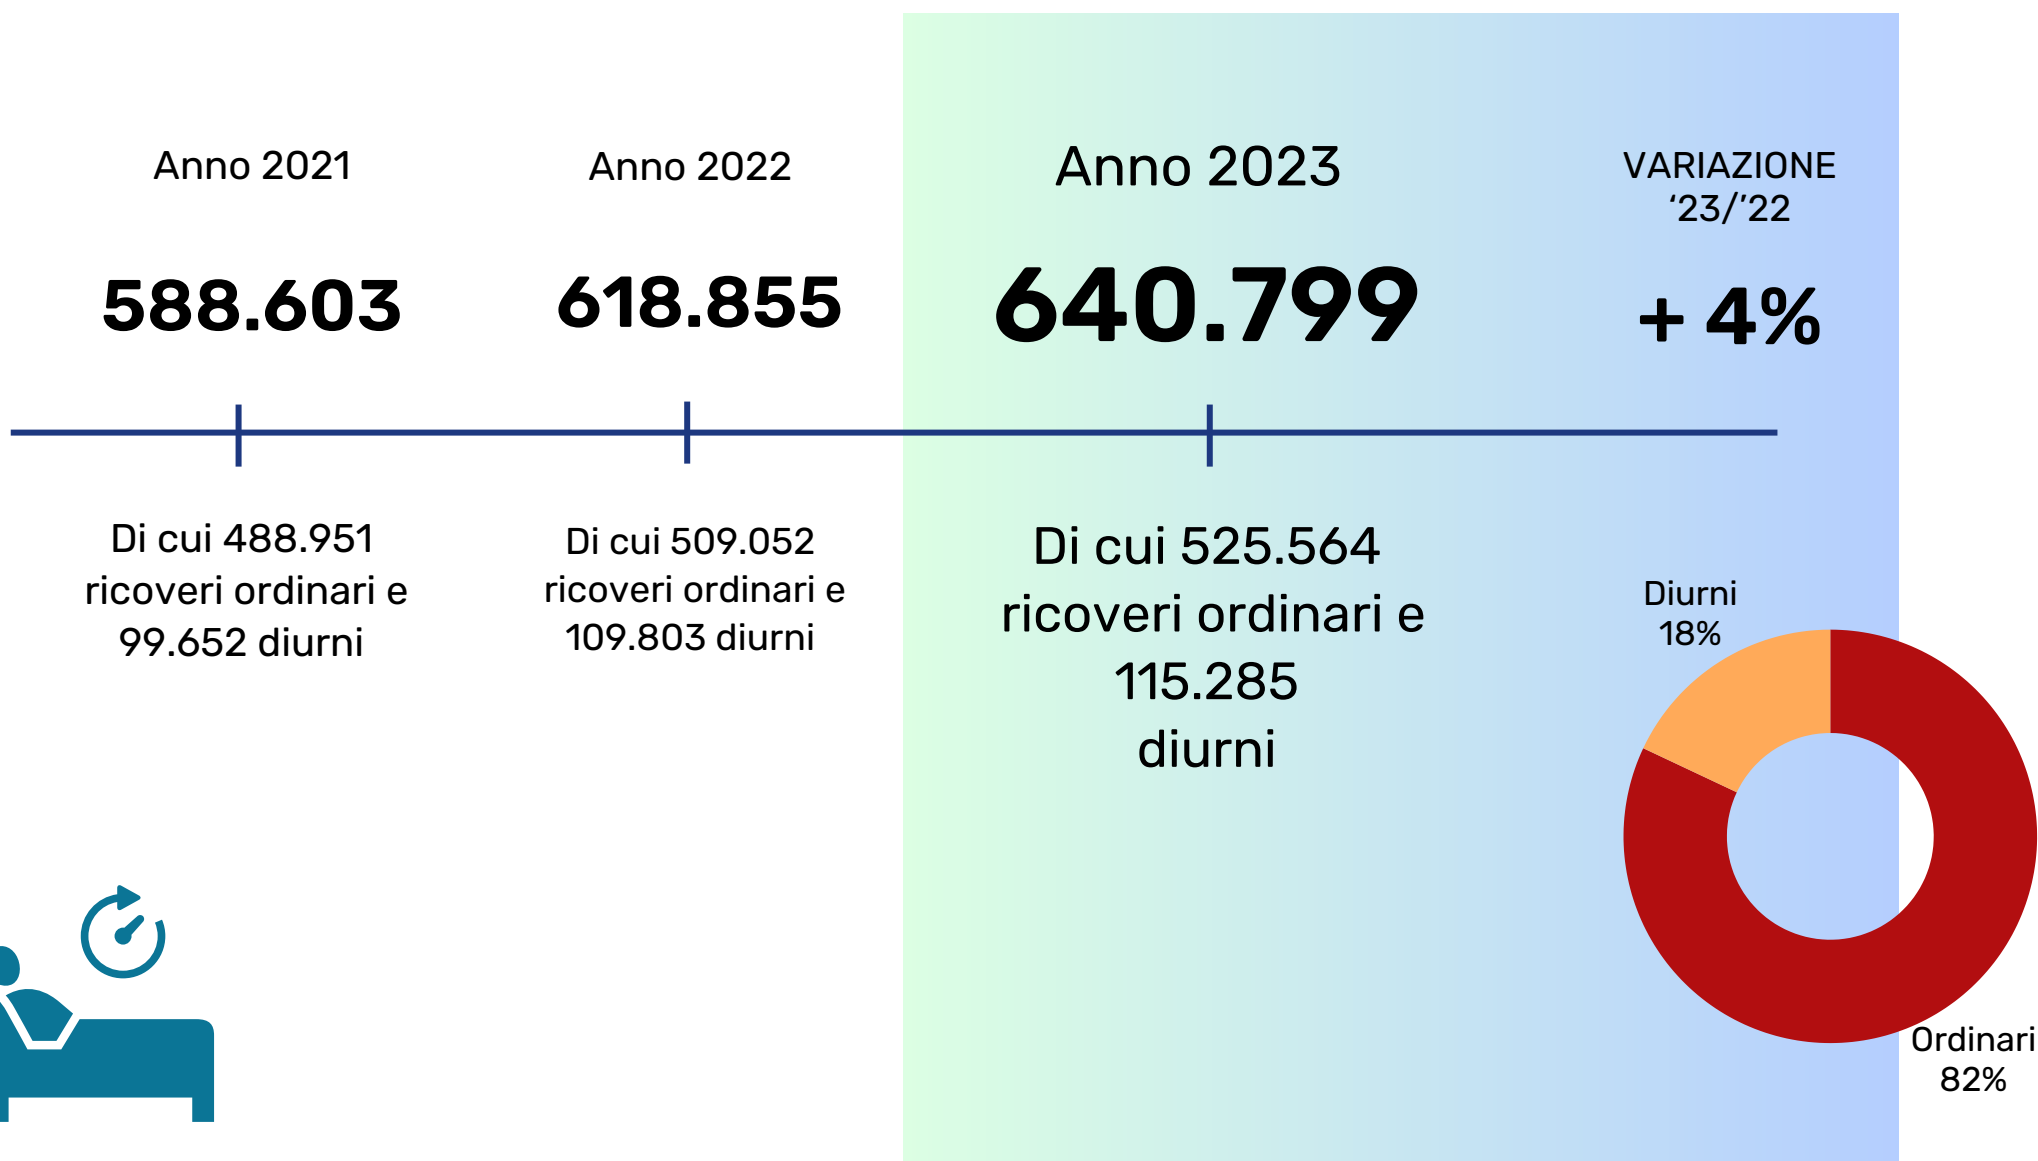 Anno 2021
588.603
Di cui 488.951
ricoveri ordinari e
99.652 diurni
Anno 2022
618.855
Di cui 509.052
ricoveri ordinari e
109.803 diurni
Anno 2023
640.799
Di cui 525.564
ricoveri ordinari e
115.285
diurni
VARIAZIONE
‘23/’22
+ 4%
Diurni
18%
Ordinari
82%